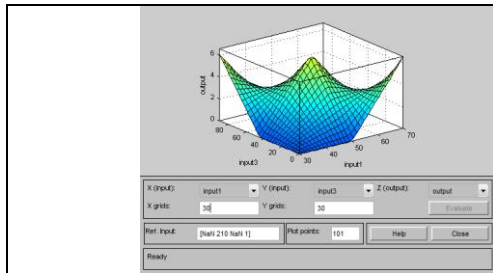 6
4
2
0
output
80 60 40 20 0
input3
30 40 50 60 70
input1
X (input): input1 Y (input): input3 Z (output): output
X grids: 30 Y grids: 30 Evaluate
Ref. Input: [NaN 210 NaN 1] Plot points: 101 Help Close
Ready